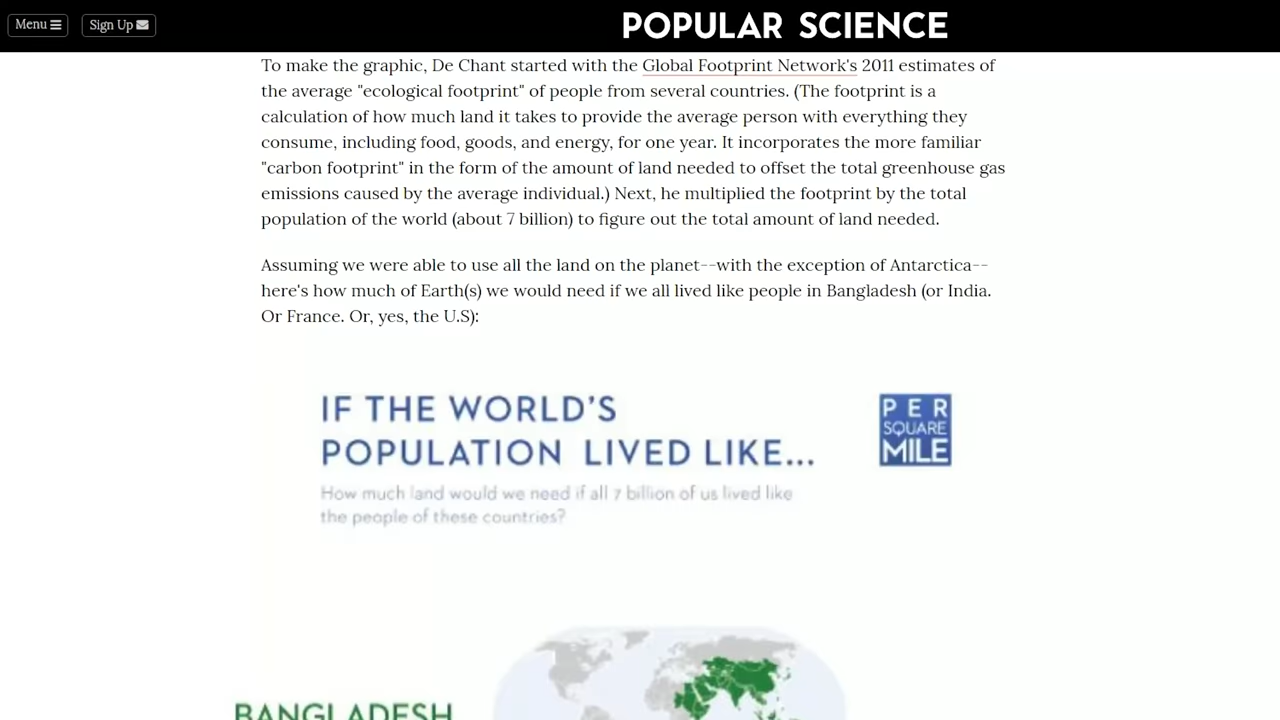 Menu
Sign Up
POPULAR SCIENCE
To make the graphic, De Chant started with the Global Footprint Network's 2011 estimates of
the average "ecological footprint" of people from several countries. (The footprint is a
calculation of how much land it takes to provide the average person with everything they
consume, including food, goods, and energy, for one year. It incorporates the more familiar
"carbon footprint" in the form of the amount of land needed to offset the total greenhouse gas
emissions caused by the average individual.) Next, he multiplied the footprint by the total
population of the world (about 7 billion) to figure out the total amount of land needed.
Assuming we were able to use all the land on the planet--with the exception of Antarctica--
here's how much of Earth(s) we would need if we all lived like people in Bangladesh (or India.
Or France. Or, yes, the U.S):
IF THE WORLD'S
POPULATION LIVED LIKE...
PER
SQUARE
MILE
How much land would we need if all 7 billion of us lived like
the people of these countries?
BANGLADESH